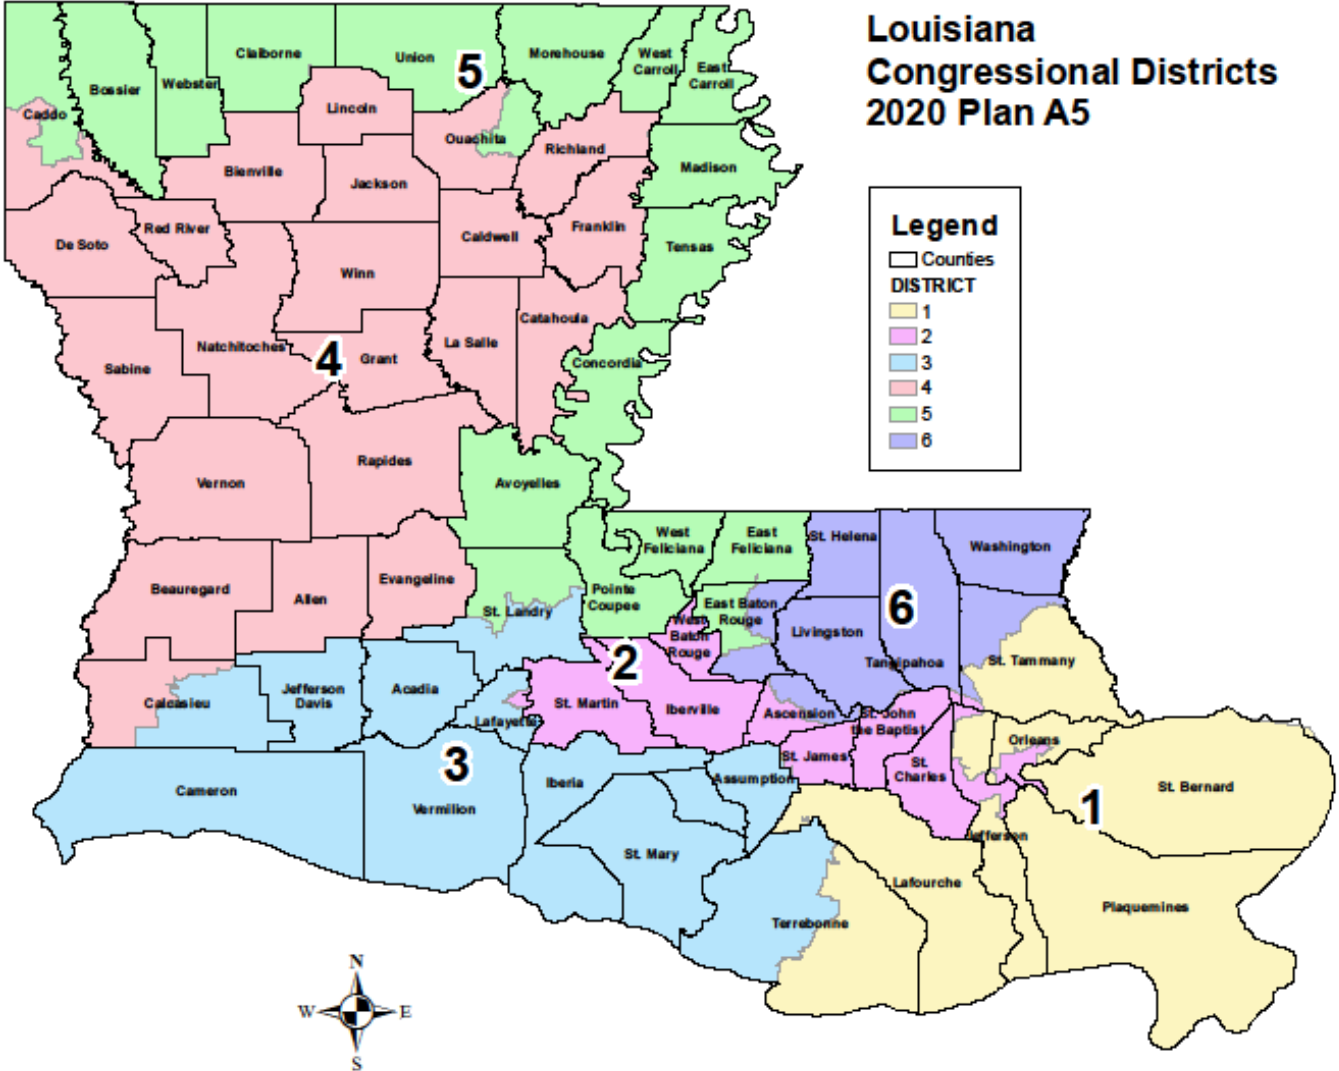 Louisiana
Congressional Districts
2020 Plan A5
Legend
Counties
DISTRICT
1
2
3
4
5
6
Caddo
Bossier
Webster
Claiborne
Union
5
Morehouse
West
Carroll
East
Carroll
Lincoln
Ouachita
Richland
Madison
Bienville
Jackson
De Soto
Red River
Caldwell
Franklin
Tensas
Winn
Sabine
Natchitoches
4
Grant
La Salle
Catahoula
Concordia
Vernon
Rapides
Avoyelles
West
Feliciana
East
Feliciana
St. Helena
Washington
Beauregard
Allen
Evangeline
St. Landry
Pointe
Coupee
West
Baton
Rouge
East Baton
Rouge
6
Livingston
Tangipahoa
St. Tammany
2
Calcasieu
Jefferson
Davis
Acadia
Lafayette
St. Martin
Iberville
Ascension
St. John
the Baptist
Orleans
3
St. James
St.
Charles
Cameron
Vermilion
Iberia
Assumption
St. Bernard
1
Jefferson
St. Mary
Lafourche
Plaquemines
Terrebonne
N
W
E
S